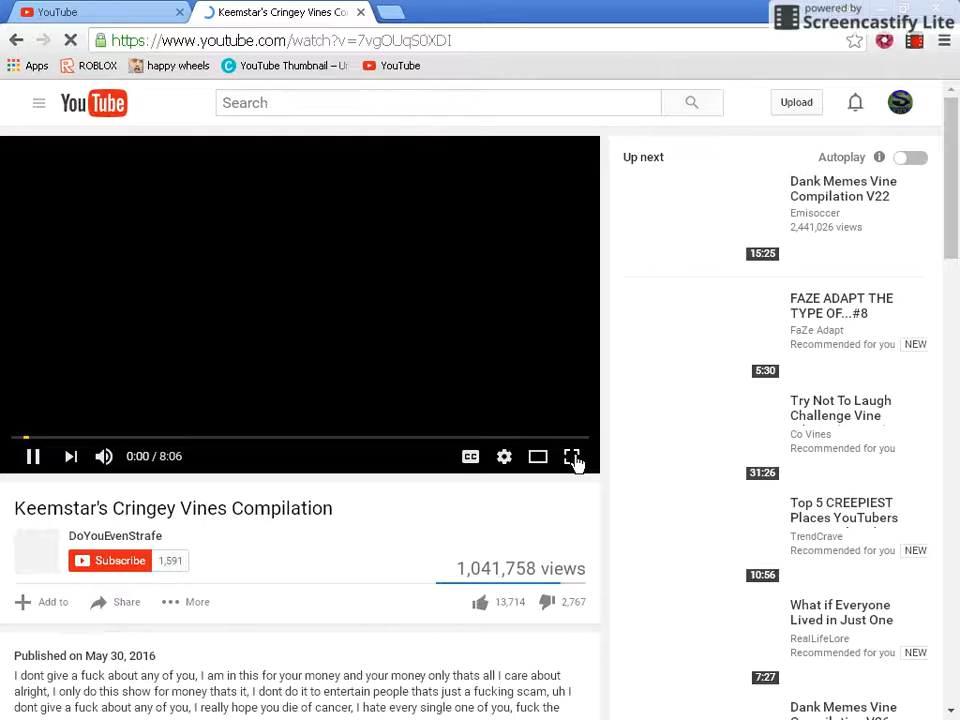 YouTube
Keemstar's Cringey Vines Co
powered by
Screencastify Lite
https://www.youtube.com/watch?v=7vgOUqS0XDI
Apps ROBLOX happy wheels YouTube Thumbnail – Ur YouTube
YouTube Search Upload
Up next Autoplay
Dank Memes Vine
Compilation V22
Emisoccer
2,441,026 views
15:25
FAZE ADAPT THE
TYPE OF...#8
FaZe Adapt
Recommended for you NEW
5:30
Try Not To Laugh
Challenge Vine
Co Vines
Recommended for you
31:26
Top 5 CREEPIEST
Places YouTubers
TrendCrave
Recommended for you NEW
10:56
What if Everyone
Lived in Just One
RealLifeLore
Recommended for you NEW
7:27
Dank Memes Vine
0:00 / 8:06 CC
Keemstar's Cringey Vines Compilation
DoYouEvenStrafe
Subscribe 1,591
1,041,758 views
Add to Share More 13,714 2,767
Published on May 30, 2016
I dont give a fuck about any of you, I am in this for your money and your money only thats all I care about
alright, I only do this show for money thats it, I dont do it to entertain people thats just a fucking scam, uh I
dont give a fuck about any of you, I really hope you die of cancer, I hate every single one of you, fuck the